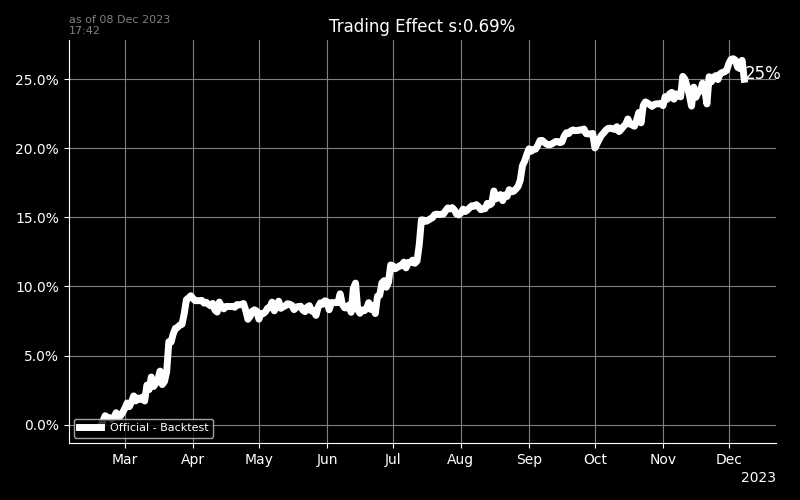 as of 08 Dec 2023
17:42
Trading Effect s:0.69%
25.0%
20.0%
15.0%
10.0%
5.0%
0.0%
25%
Official - Backtest
Mar Apr May Jun Jul Aug Sep Oct Nov Dec
2023